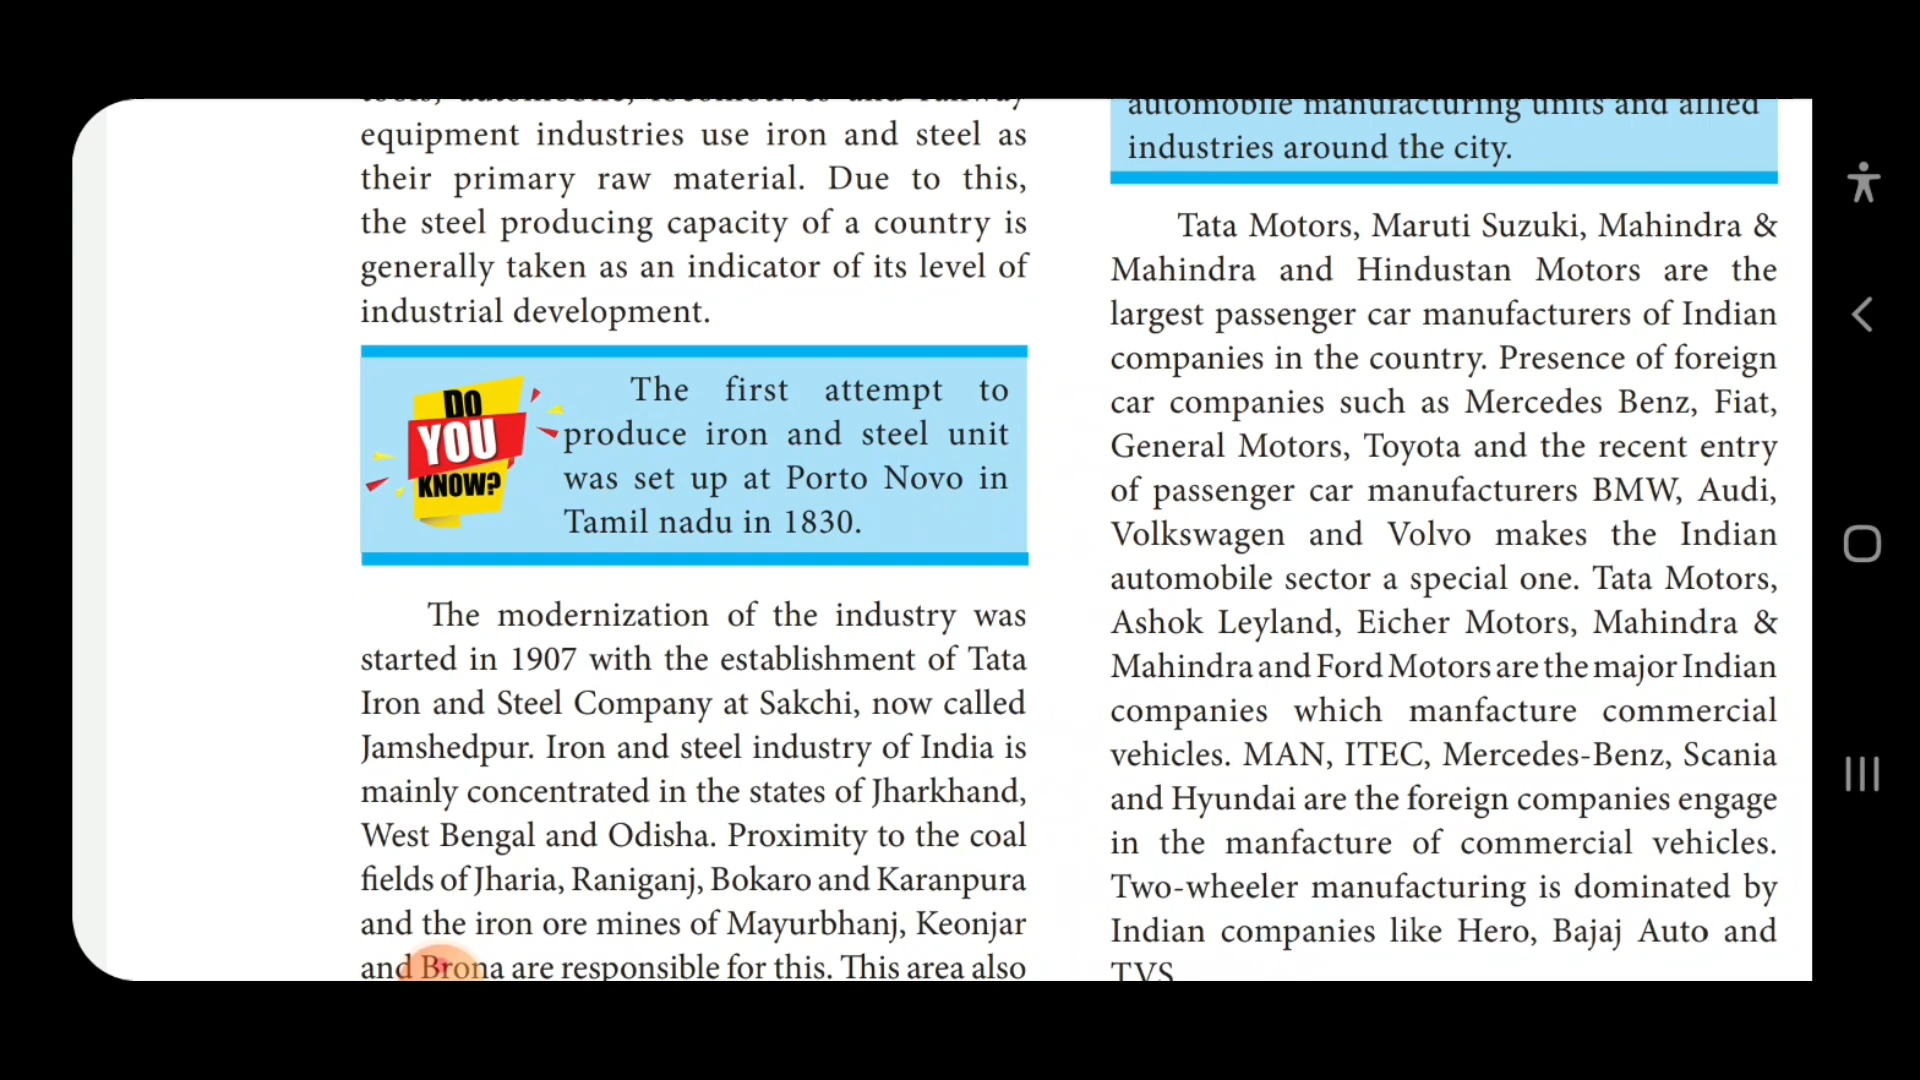 equipment industries use iron and steel as
their primary raw material. Due to this,
the steel producing capacity of a country is
generally taken as an indicator of its level of
industrial development.
DO
YOU
KNOW?
The first attempt to
produce iron and steel unit
was set up at Porto Novo in
Tamil nadu in 1830.
The modernization of the industry was
started in 1907 with the establishment of Tata
Iron and Steel Company at Sakchi, now called
Jamshedpur. Iron and steel industry of India is
mainly concentrated in the states of Jharkhand,
West Bengal and Odisha. Proximity to the coal
fields of Jharia, Raniganj, Bokaro and Karanpura
and the iron ore mines of Mayurbhanj, Keonjar
and Brona are responsible for this. This area also
automobile manufacturing units and allied
industries around the city.
Tata Motors, Maruti Suzuki, Mahindra &
Mahindra and Hindustan Motors are the
largest passenger car manufacturers of Indian
companies in the country. Presence of foreign
car companies such as Mercedes Benz, Fiat,
General Motors, Toyota and the recent entry
of passenger car manufacturers BMW, Audi,
Volkswagen and Volvo makes the Indian
automobile sector a special one. Tata Motors,
Ashok Leyland, Eicher Motors, Mahindra &
Mahindra and Ford Motors are the major Indian
companies which manfacture commercial
vehicles. MAN, ITEC, Mercedes-Benz, Scania
and Hyundai are the foreign companies engage
in the manfacture of commercial vehicles.
Two-wheeler manufacturing is dominated by
Indian companies like Hero, Bajaj Auto and
TVS